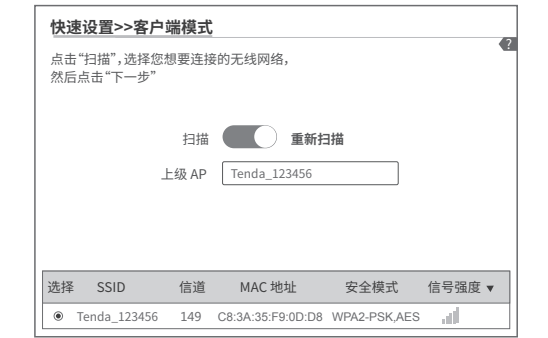 快速设置>>客户端模式
?
点击“扫描”,选择您想要连接的无线网络,
然后点击“下一步”
扫描 重新扫描
上级 AP Tenda_123456
选择 SSID 信道 MAC 地址 安全模式 信号强度 ▼
Tenda_123456 149 C8:3A:35:F9:0D:D8 WPA2-PSK,AES